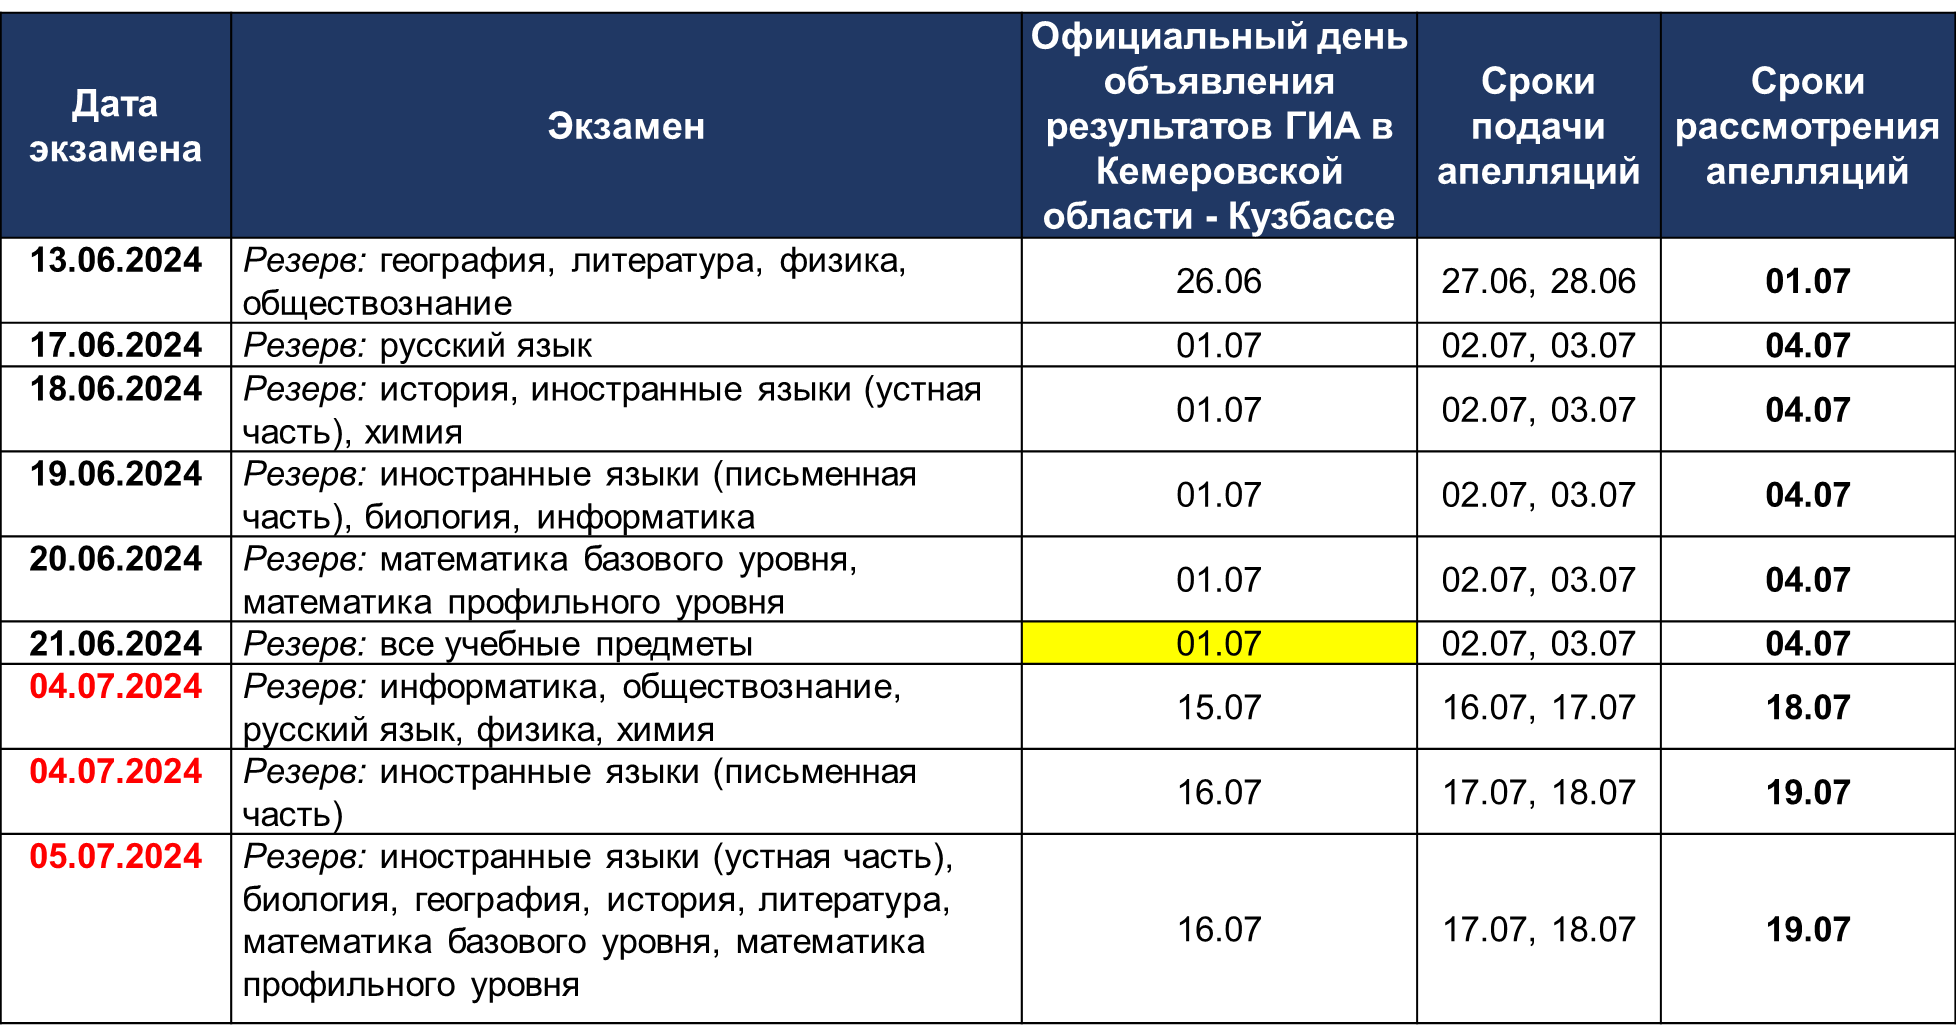 Дата
экзамена
Экзамен
Официальный день
объявления
результатов ГИА в
Кемеровской
области - Кузбассе
Сроки
подачи
апелляций
Сроки
рассмотрения
апелляций
13.06.2024
Резерв: география, литература, физика,
обществознание
26.06
27.06, 28.06
01.07
17.06.2024
Резерв: русский язык
01.07
02.07, 03.07
04.07
18.06.2024
Резерв: история, иностранные языки (устная
часть), химия
01.07
02.07, 03.07
04.07
19.06.2024
Резерв: иностранные языки (письменная
часть), биология, информатика
01.07
02.07, 03.07
04.07
20.06.2024
Резерв: математика базового уровня,
математика профильного уровня
01.07
02.07, 03.07
04.07
21.06.2024
Резерв: все учебные предметы
01.07
02.07, 03.07
04.07
04.07.2024
Резерв: информатика, обществознание,
русский язык, физика, химия
15.07
16.07, 17.07
18.07
04.07.2024
Резерв: иностранные языки (письменная
часть)
16.07
17.07, 18.07
19.07
05.07.2024
Резерв: иностранные языки (устная часть),
биология, география, история, литература,
математика базового уровня, математика
профильного уровня
16.07
17.07, 18.07
19.07